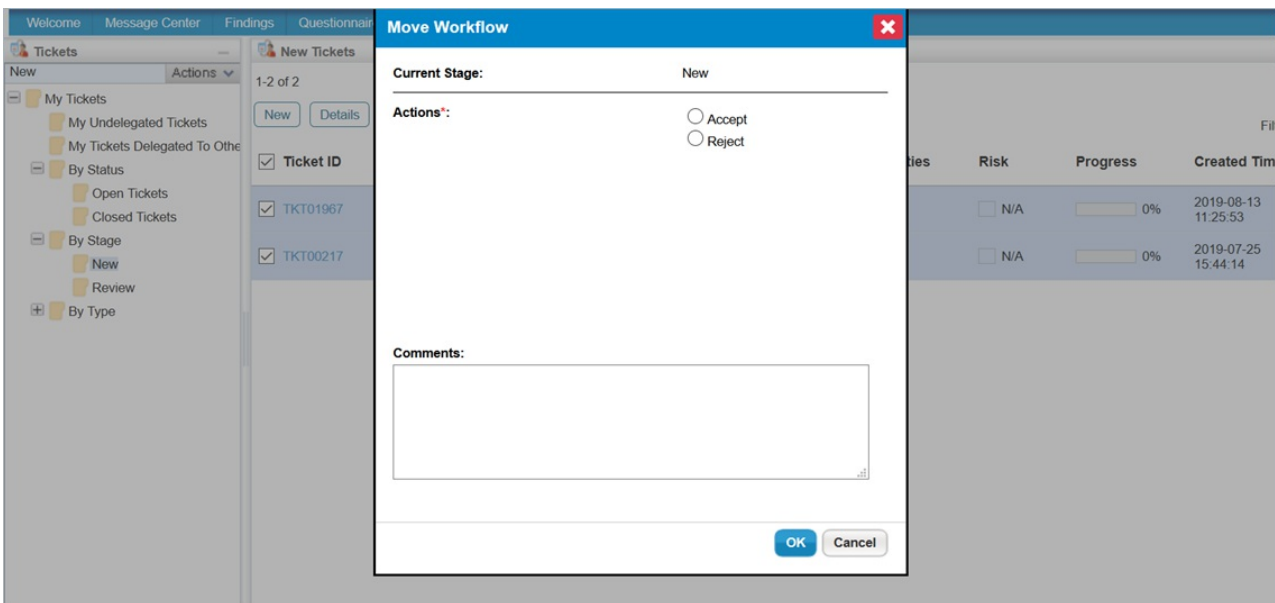 Welcome Message Center Findings Questionnair
Tickets
New Actions
My Tickets
My Undelegated Tickets
My Tickets Delegated To Othe
By Status
Open Tickets
Closed Tickets
By Stage
New
Review
By Type
New Tickets
1-2 of 2
New Details
Fil
Ticket ID ties Risk Progress Created Tim
TKT01967 N/A 0% 2019-08-13
11:25:53
TKT00217 N/A 0% 2019-07-25
15:44:14
Move Workflow
Current Stage: New
Actions*: Accept
Reject
Comments:
OK Cancel